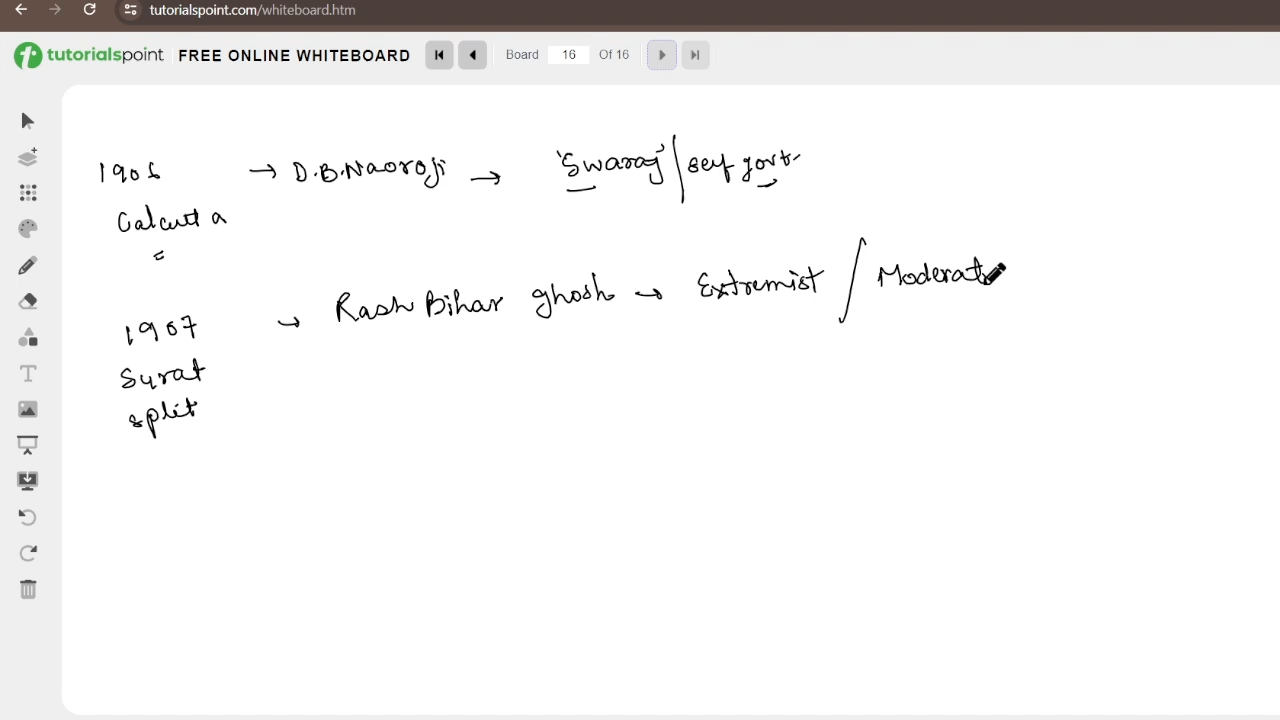 tutorialspoint.com/whiteboard.htm
tutorialspoint FREE ONLINE WHITEBOARD Board 16 Of 16
1906 → D.B.Naoroji → 'Swaraj' / self govt.
Calcutta
1907 → Rash Bihar ghosh → Extremist / Moderat
Surat
split